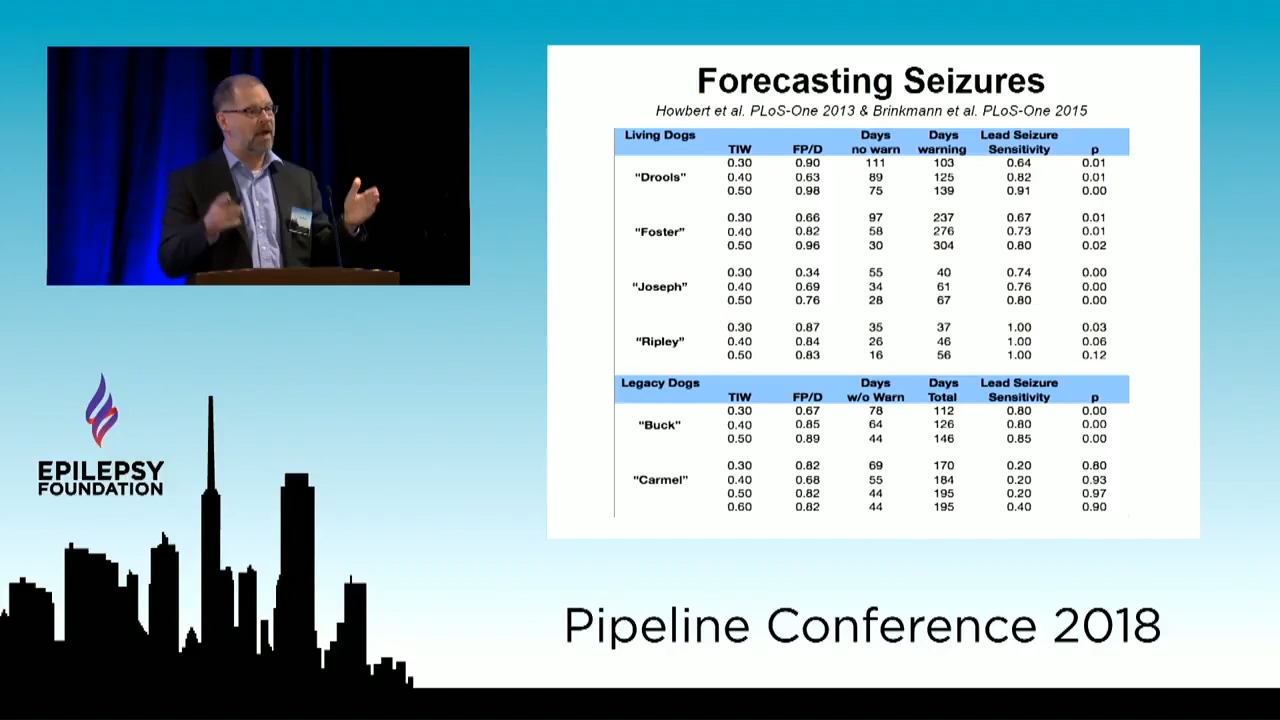 Forecasting Seizures
Howbert et al. PLoS-One 2013 & Brinkmann et al. PLoS-One 2015
Living Dogs Days Days Lead Seizure
TIW FP/D no warn warning Sensitivity p
0.30 0.90 111 103 0.64 0.01
"Drools" 0.40 0.63 89 125 0.82 0.01
0.50 0.98 75 139 0.91 0.00
0.30 0.66 97 237 0.67 0.01
"Foster" 0.40 0.82 58 276 0.73 0.01
0.50 0.96 30 304 0.80 0.02
0.30 0.34 55 40 0.74 0.00
"Joseph" 0.40 0.69 34 61 0.76 0.00
0.50 0.76 28 67 0.80 0.00
0.30 0.87 35 37 1.00 0.03
"Ripley" 0.40 0.84 26 46 1.00 0.06
0.50 0.83 16 56 1.00 0.12
Legacy Dogs Days Days Lead Seizure
TIW FP/D w/o Warn Total Sensitivity p
0.30 0.67 78 112 0.80 0.00
"Buck" 0.40 0.85 64 126 0.80 0.00
0.50 0.89 44 146 0.85 0.00
0.30 0.82 69 170 0.20 0.80
"Carmel" 0.40 0.68 55 184 0.20 0.93
0.50 0.82 44 195 0.20 0.97
0.60 0.82 44 195 0.40 0.90
EPILEPSY
FOUNDATION
Pipeline Conference 2018